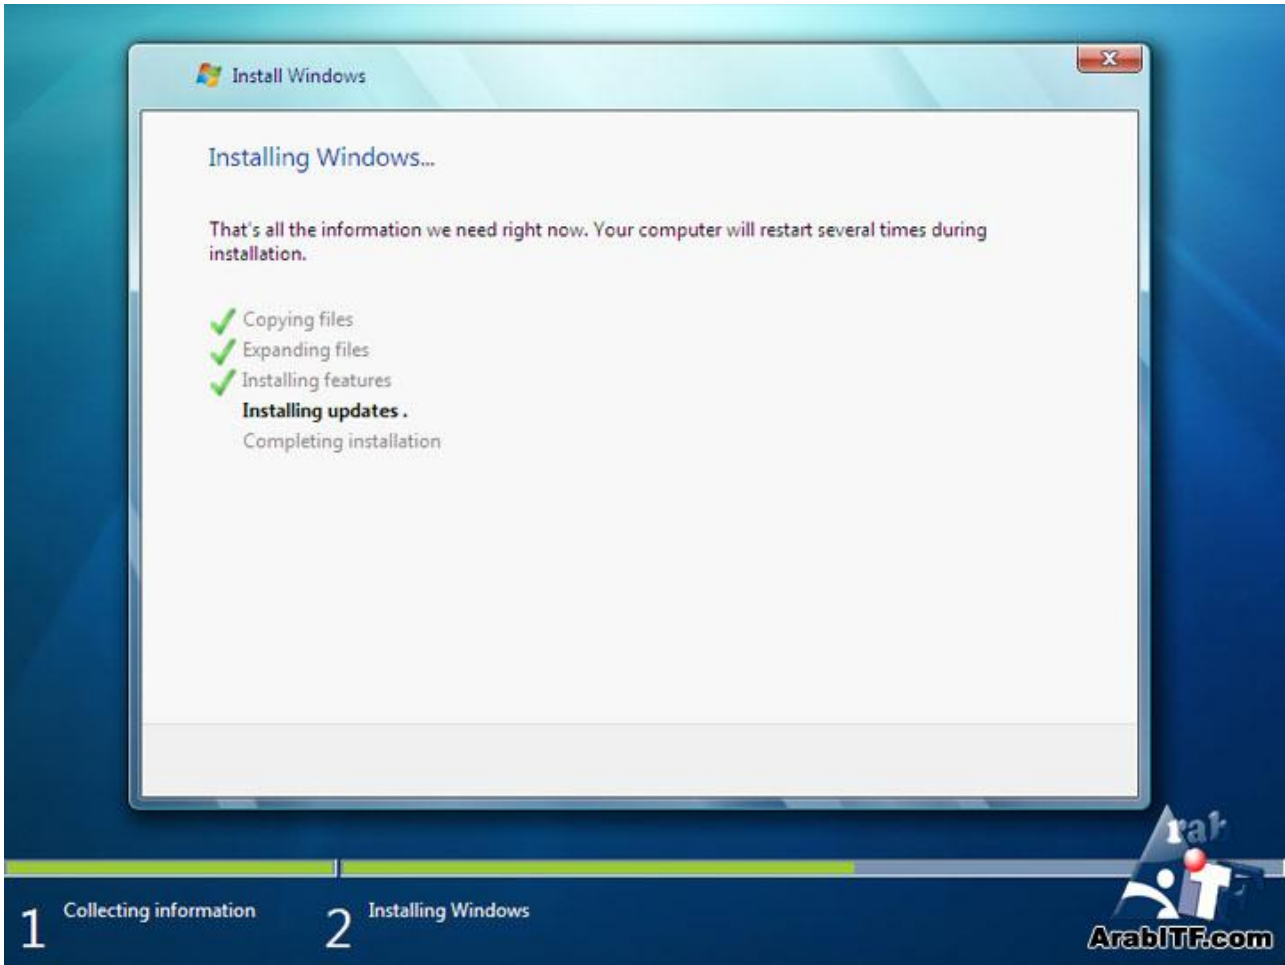 Install Windows
Installing Windows...
That's all the information we need right now. Your computer will restart several times during
installation.
Copying files
Expanding files
Installing features
Installing updates .
Completing installation
1 Collecting information
2 Installing Windows
Arab
ITF
ArabITF.com